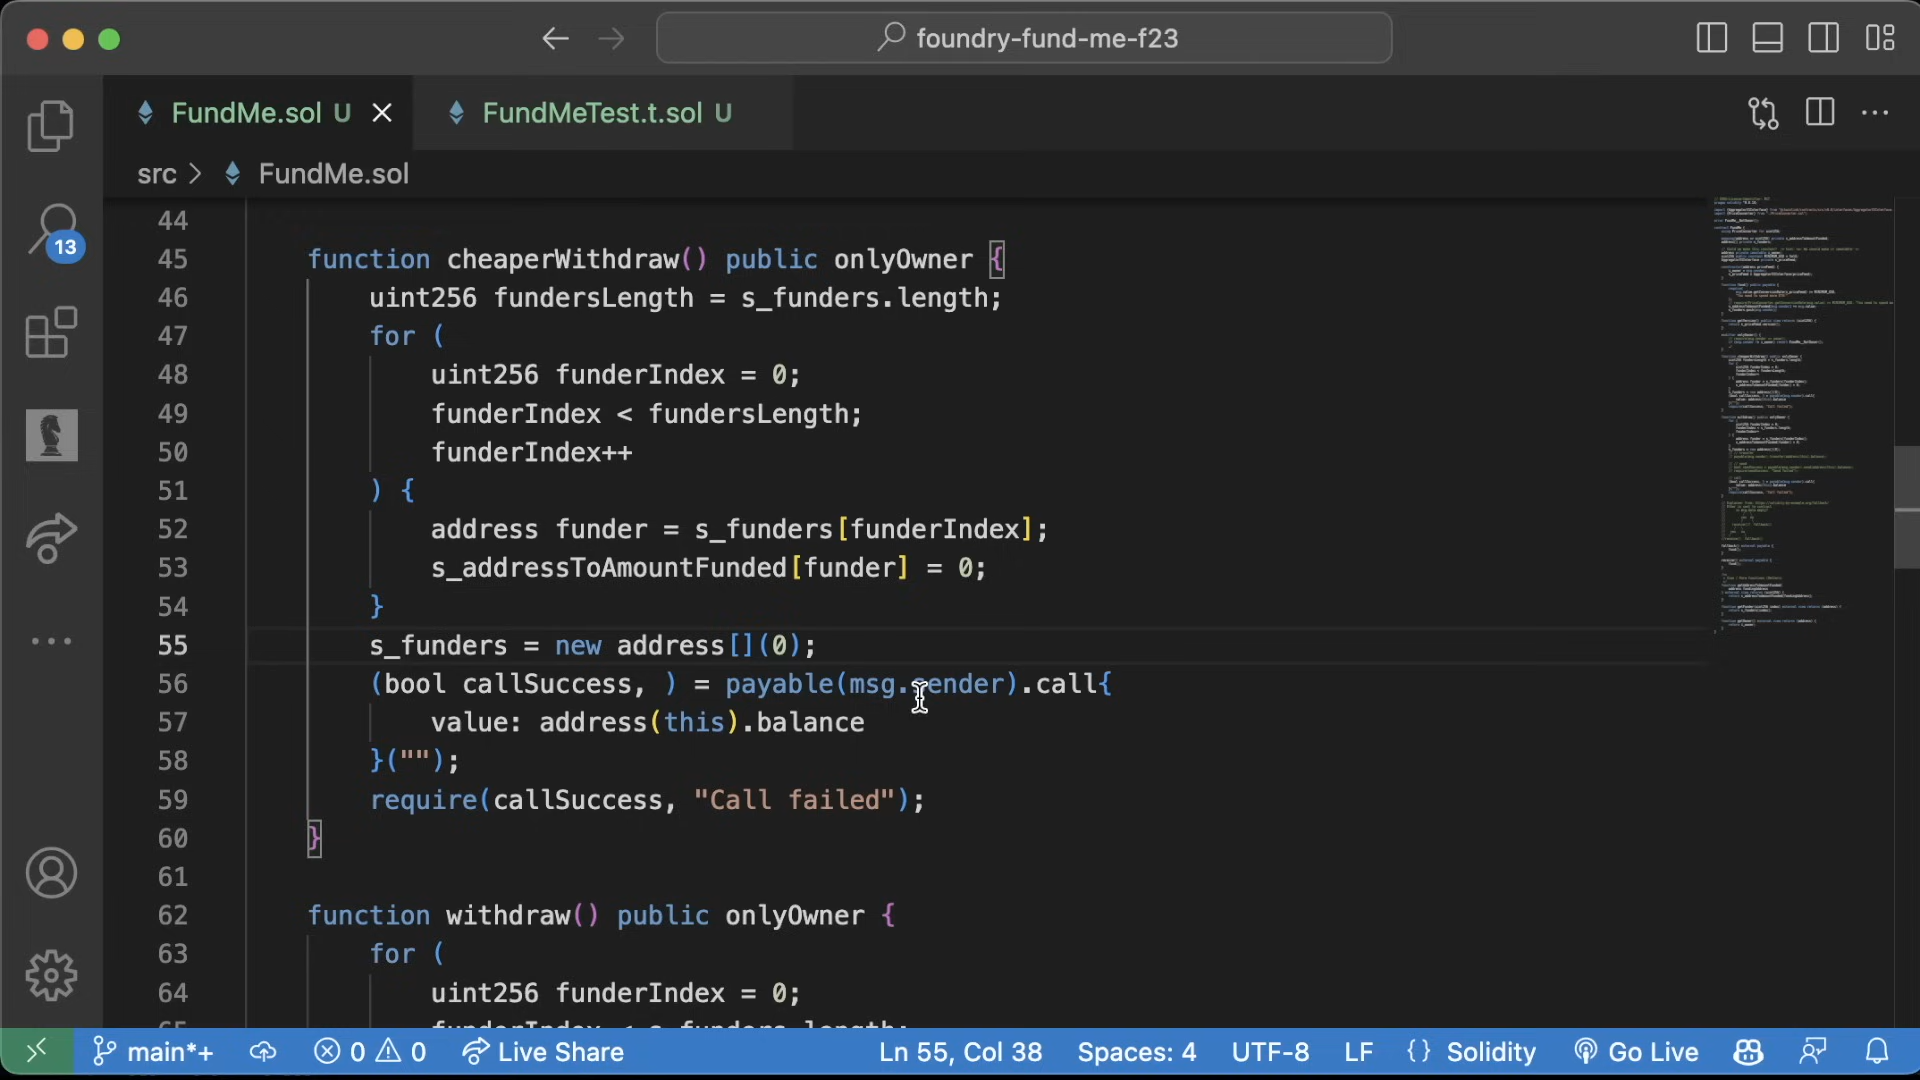 foundry-fund-me-f23
FundMe.sol U
FundMeTest.t.sol U
src > FundMe.sol
13
44
45 function cheaperWithdraw() public onlyOwner {
46 uint256 fundersLength = s_funders.length;
47 for (
48 uint256 funderIndex = 0;
49 funderIndex < fundersLength;
50 funderIndex++
51 ) {
52 address funder = s_funders[funderIndex];
53 s_addressToAmountFunded[funder] = 0;
54 }
55 s_funders = new address[](0);
56 (bool callSuccess, ) = payable(msg.sender).call{
57 value: address(this).balance
58 }("");
59 require(callSuccess, "Call failed");
60 }
61
62 function withdraw() public onlyOwner {
63 for (
64 uint256 funderIndex = 0;
65 funderIndex < s_funders.length;
main*+ 0 0 Live Share Ln 55, Col 38 Spaces: 4 UTF-8 LF {} Solidity Go Live